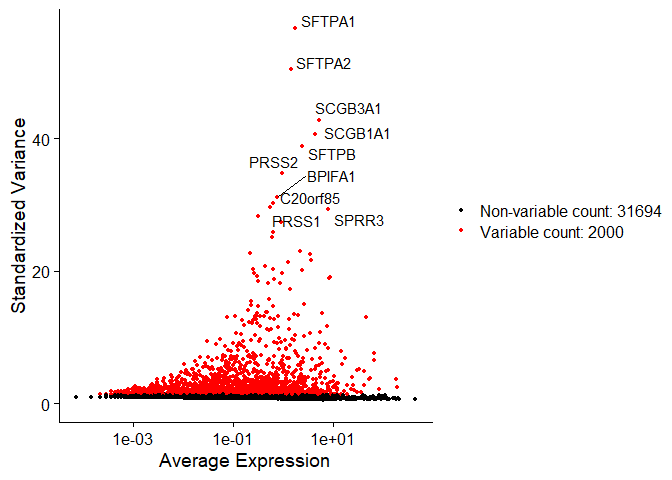 SFTPA1
SFTPA2
SCGB3A1
SCGB1A1
SFTPB
PRSS2
BPIFA1
C20orf85
PRSS1
SPRR3
Standardized Variance
40
20
0
1e-03
1e-01
1e+01
Average Expression
Non-variable count: 31694
Variable count: 2000